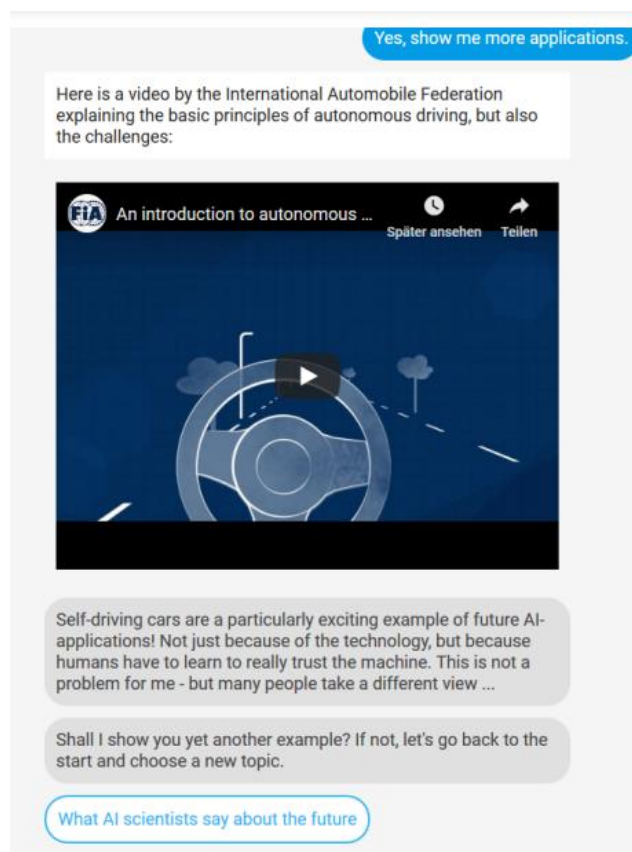 Yes, show me more applications.
Here is a video by the International Automobile Federation
explaining the basic principles of autonomous driving, but also
the challenges:
FiA An introduction to autonomous ...
Später ansehen Teilen
Self-driving cars are a particularly exciting example of future AI-
applications! Not just because of the technology, but because
humans have to learn to really trust the machine. This is not a
problem for me - but many people take a different view ...
Shall I show you yet another example? If not, let's go back to the
start and choose a new topic.
What AI scientists say about the future